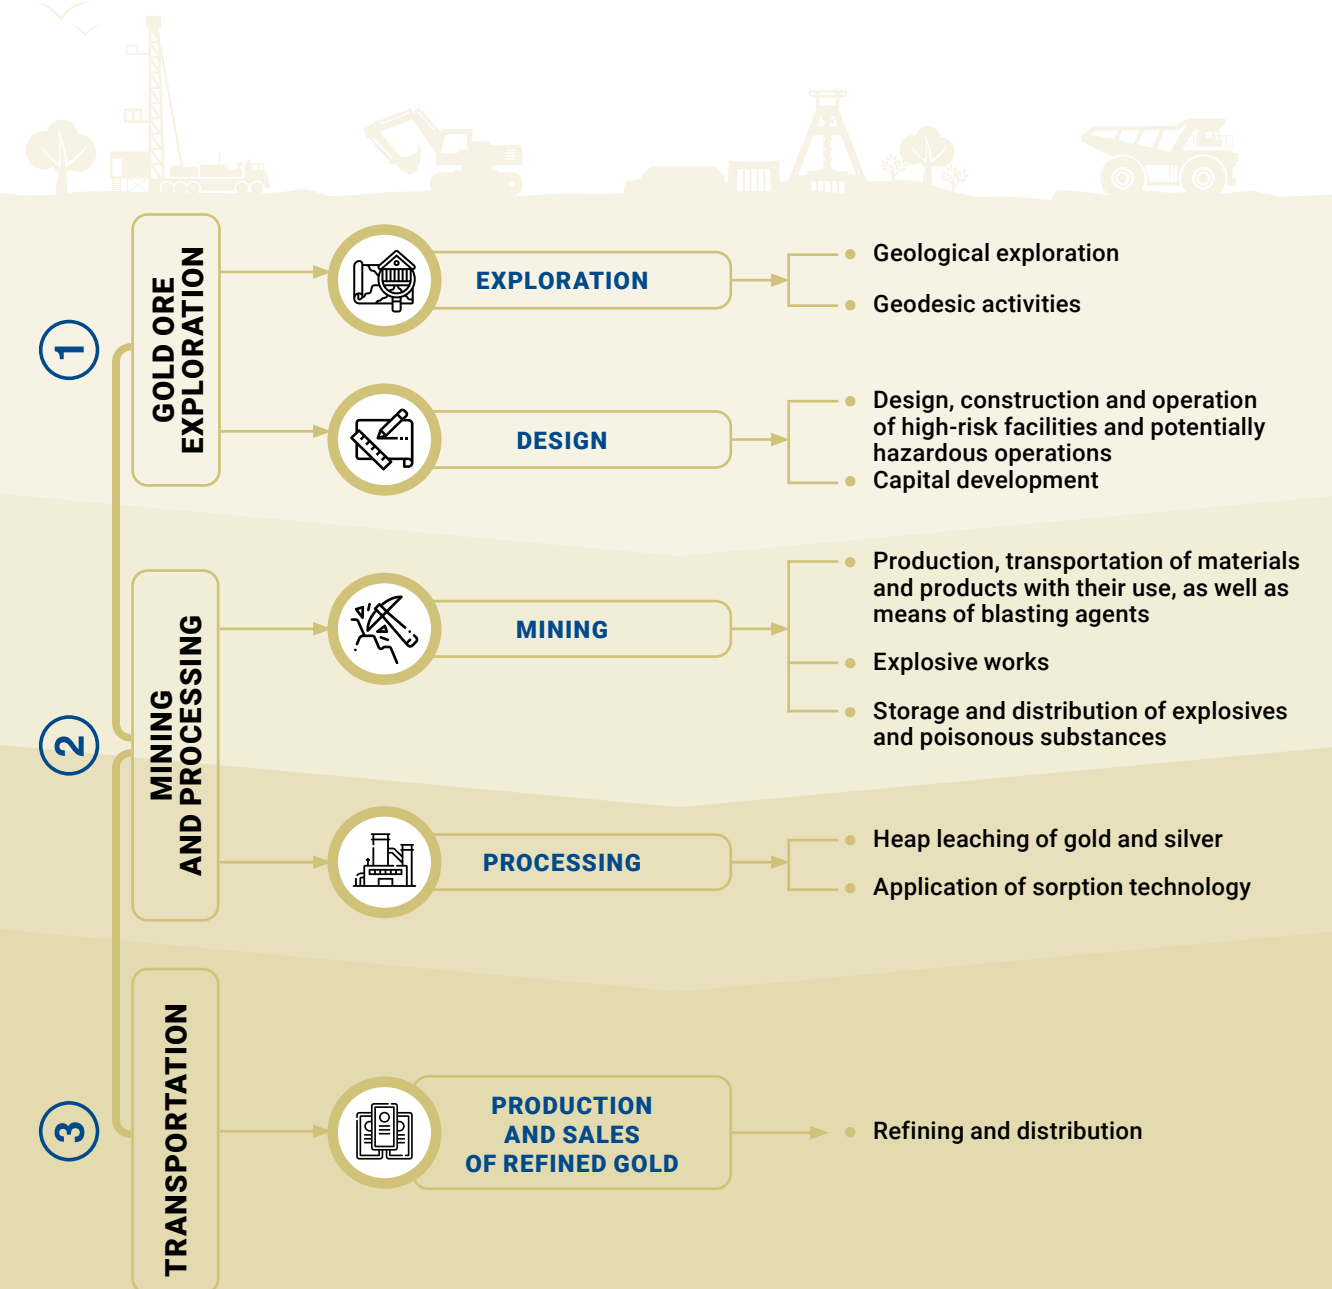 1
GOLD ORE
EXPLORATION
EXPLORATION
Geological exploration
Geodesic activities
DESIGN
Design, construction and operation
of high-risk facilities and potentially
hazardous operations
Capital development
2
MINING
AND PROCESSING
MINING
Production, transportation of materials
and products with their use, as well as
means of blasting agents
Explosive works
Storage and distribution of explosives
and poisonous substances
PROCESSING
Heap leaching of gold and silver
Application of sorption technology
3
TRANSPORTATION
PRODUCTION
AND SALES
OF REFINED GOLD
Refining and distribution